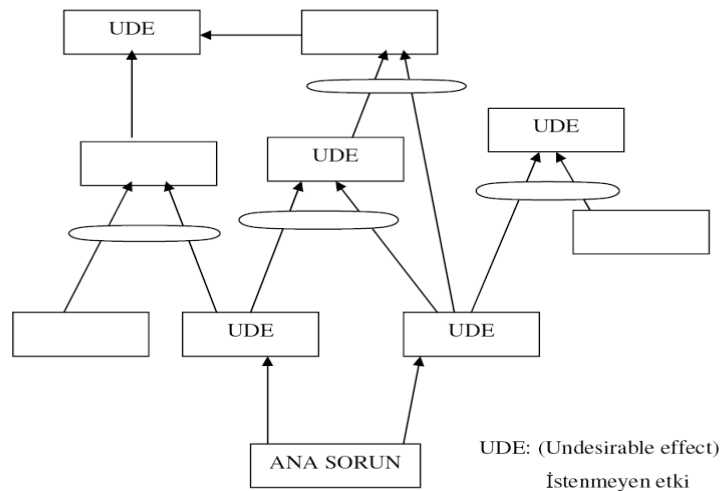 UDE
UDE
UDE
UDE
UDE
ANA SORUN
UDE: (Undesirable effect)
İstenmeyen etki